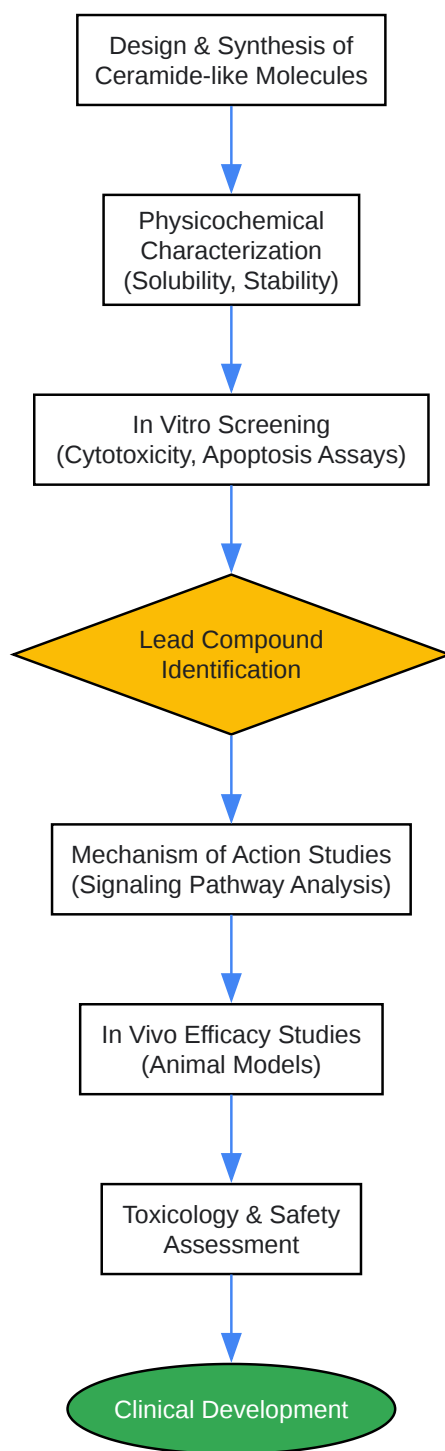 Design & Synthesis of
Ceramide-like Molecules
Physicochemical
Characterization
(Solubility, Stability)
In Vitro Screening
(Cytotoxicity, Apoptosis Assays)
Lead Compound
Identification
Mechanism of Action Studies
(Signaling Pathway Analysis)
In Vivo Efficacy Studies
(Animal Models)
Toxicology & Safety
Assessment
Clinical Development